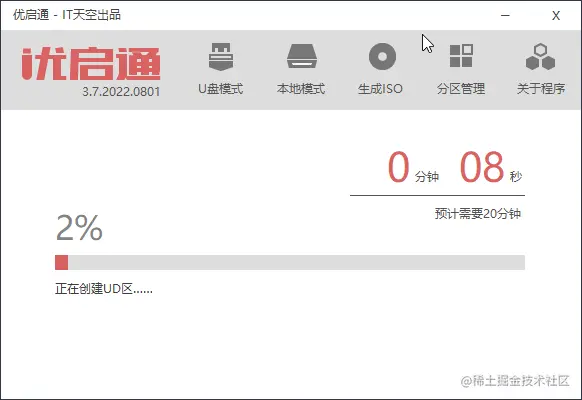 优启通 - IT天空出品
优启通
3.7.2022.0801
U盘模式
本地模式
生成ISO
分区管理
关于程序
0 分钟 08 秒
预计需要20分钟
2%
正在创建UD区......
@稀土掘金技术社区